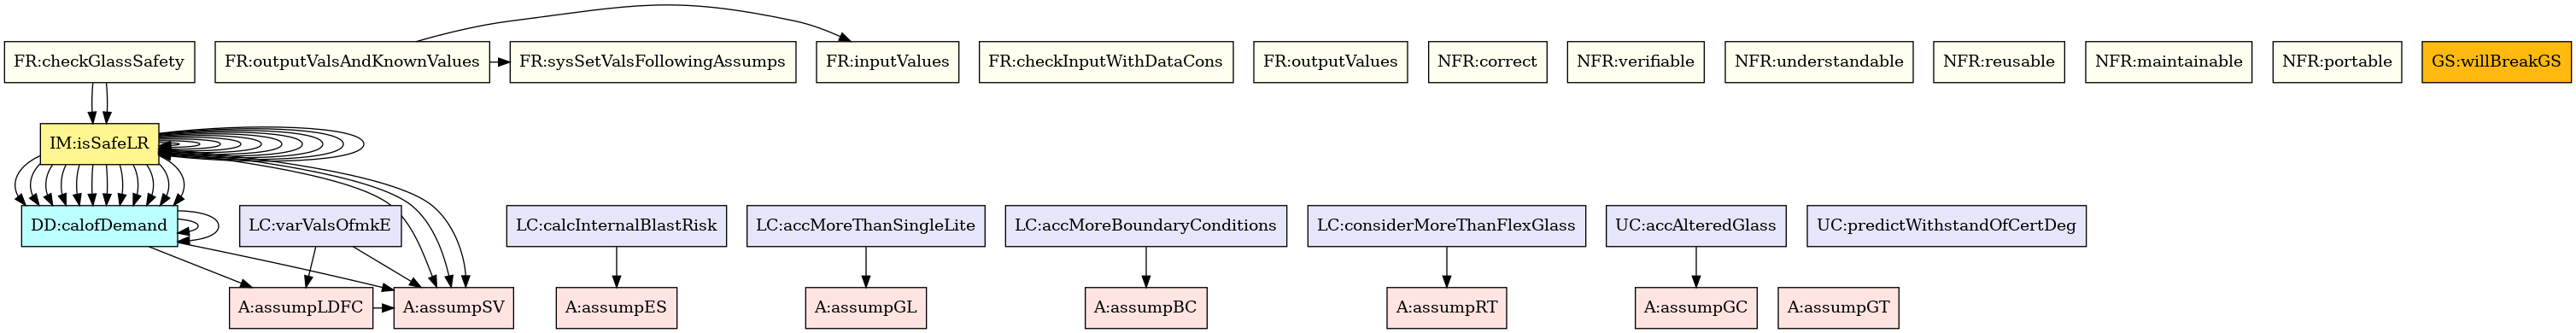 FR:checkGlassSafety
FR:outputValsAndKnownValues
FR:sysSetValsFollowingAssumps
FR:inputValues
FR:checkInputWithDataCons
FR:outputValues
NFR:correct
NFR:verifiable
NFR:understandable
NFR:reusable
NFR:maintainable
NFR:portable
GS:willBreakGS
IM:isSafeLR
DD:calofDemand
LC:varValsOfmkE
LC:calcInternalBlastRisk
LC:accMoreThanSingleLite
LC:accMoreBoundaryConditions
LC:considerMoreThanFlexGlass
UC:accAlteredGlass
UC:predictWithstandOfCertDeg
A:assumpLDFC
A:assumpSV
A:assumpES
A:assumpGL
A:assumpBC
A:assumpRT
A:assumpGC
A:assumpGT